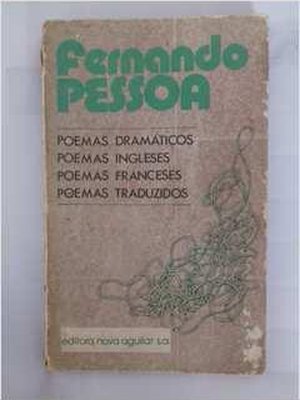 Fernando
PESSOA
POEMAS DRAMÁTICOS
POEMAS INGLESES
POEMAS FRANCESES
POEMAS TRADUZIDOS
editora nova aguilar s.a.